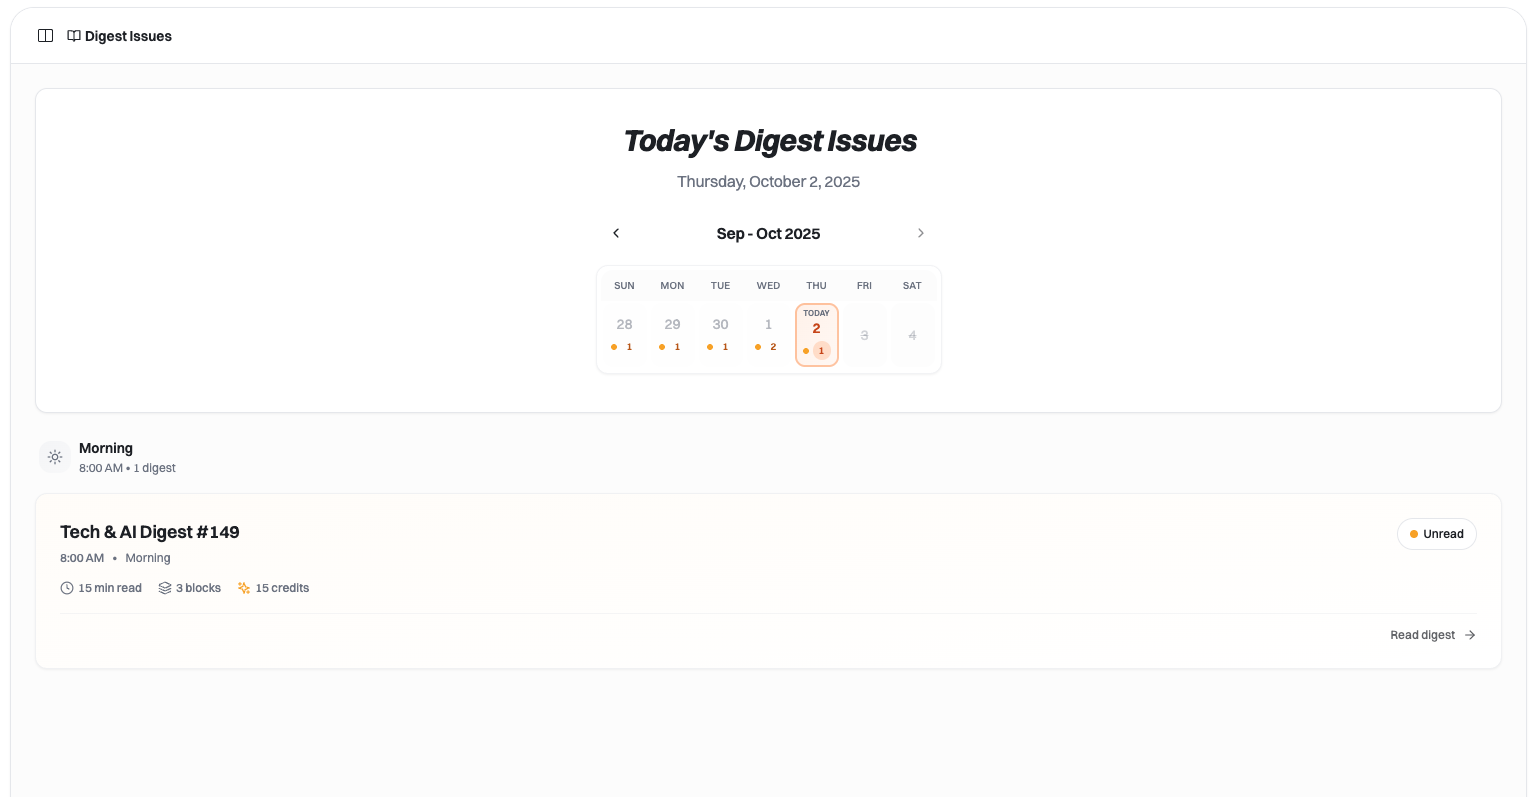 Digest Issues
Today's Digest Issues
Thursday, October 2, 2025
Sep - Oct 2025
SUN MON TUE WED THU FRI SAT
TODAY
28 29 30 1 2 3 4
1 1 1 2 1
Morning
8:00 AM • 1 digest
Tech & AI Digest #149
Unread
8:00 AM • Morning
15 min read 3 blocks 15 credits
Read digest